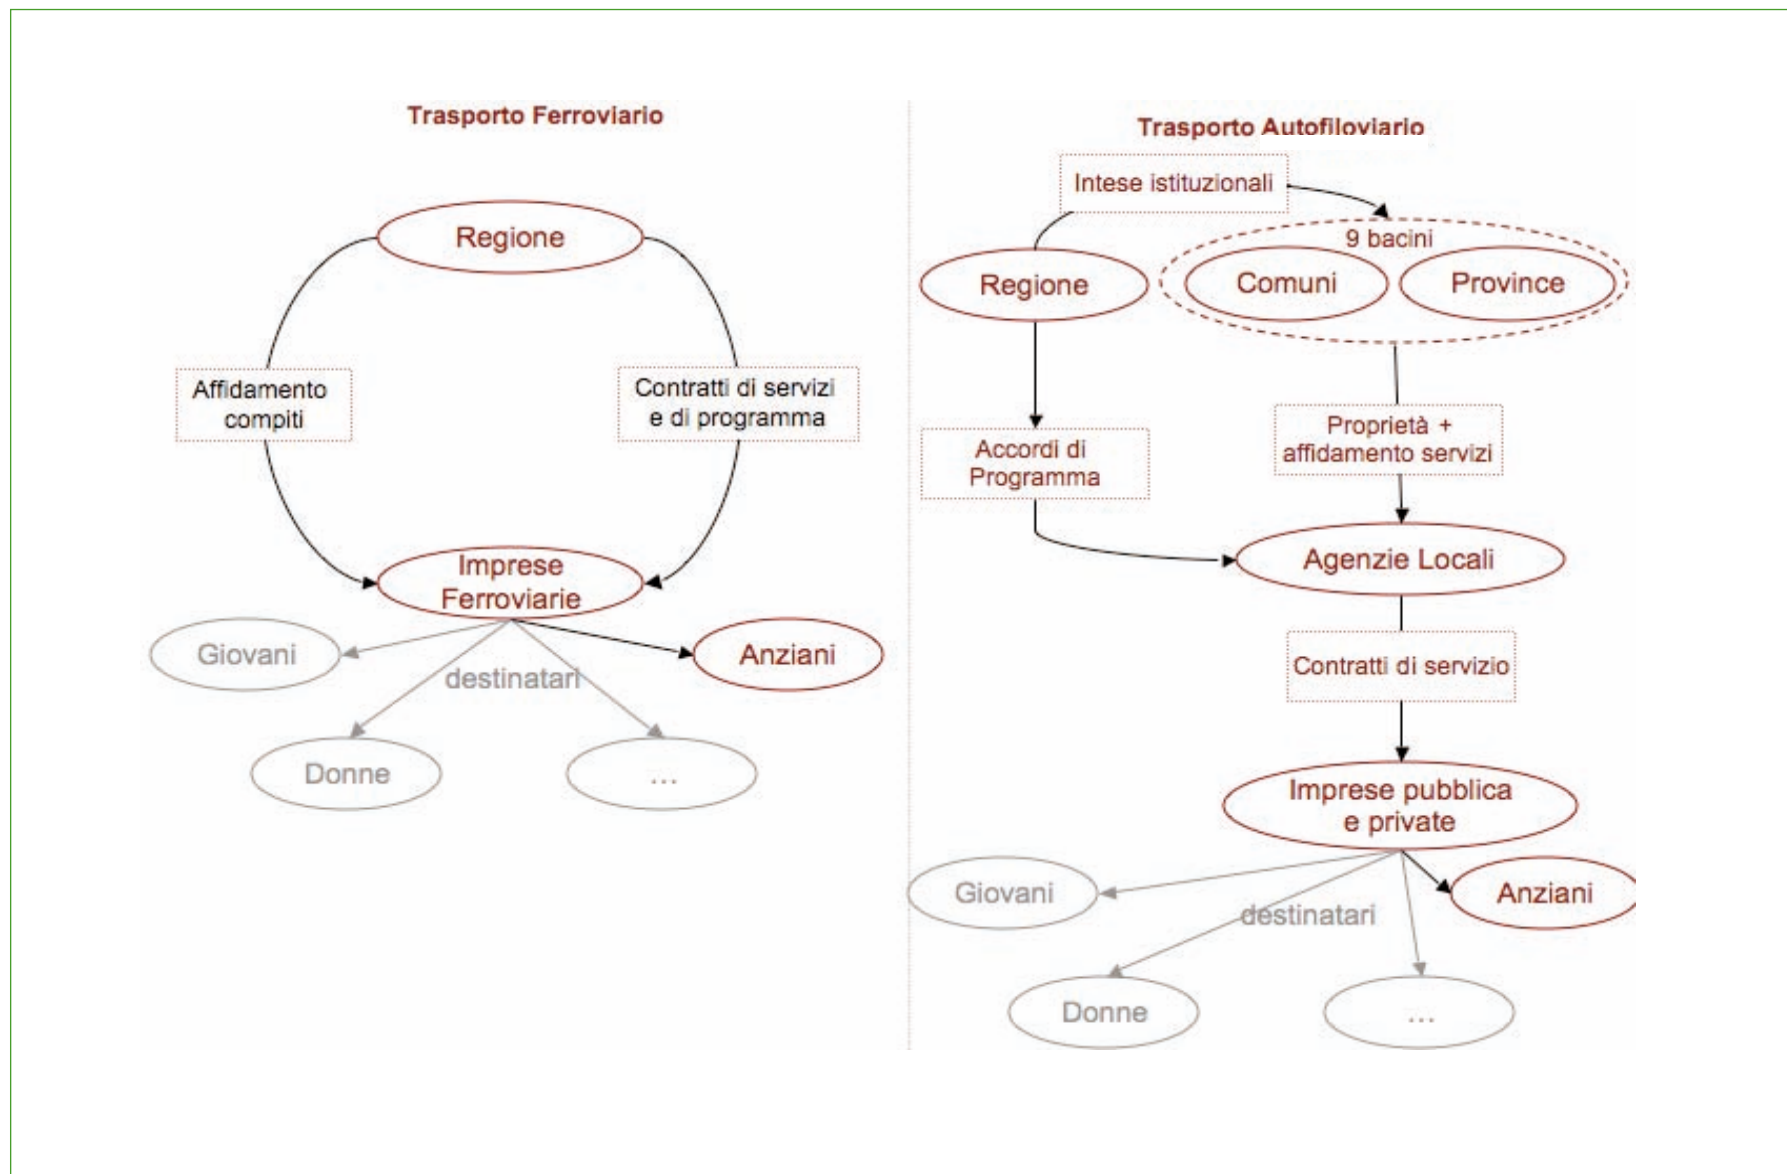 Trasporto Ferroviario
Regione
Affidamento
compiti
Contratti di servizi
e di programma
Imprese
Ferroviarie
Giovani
Anziani
destinatari
Donne
...
Trasporto Autofiloviario
Intese istituzionali
9 bacini
Regione
Comuni
Province
Accordi di
Programma
Proprietà +
affidamento servizi
Agenzie Locali
Contratti di servizio
Imprese pubblica
e private
Giovani
Anziani
destinatari
Donne
...